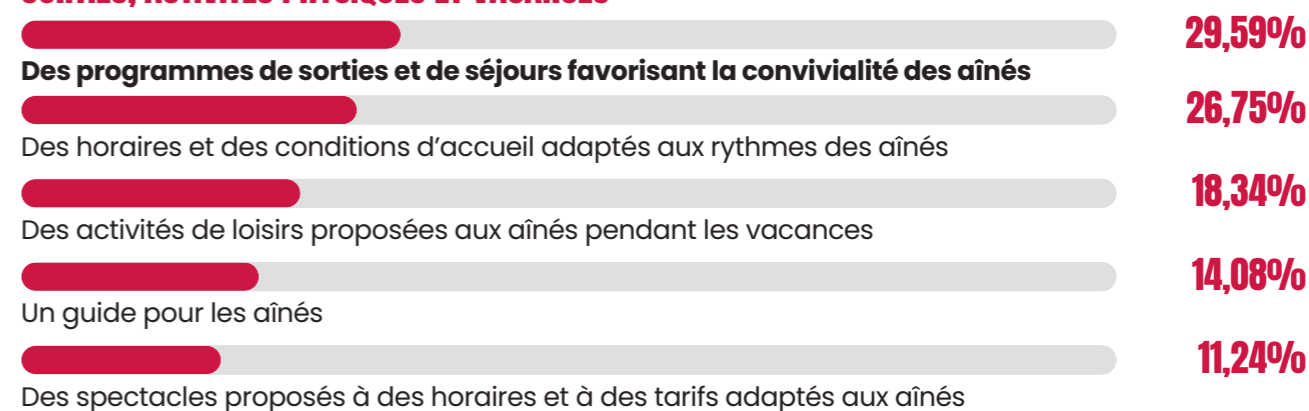 29,59%
Des programmes de sorties et de séjours favorisant la convivialité des aînés
26,75%
Des horaires et des conditions d’accueil adaptés aux rythmes des aînés
18,34%
Des activités de loisirs proposées aux aînés pendant les vacances
14,08%
Un guide pour les aînés
11,24%
Des spectacles proposés à des horaires et à des tarifs adaptés aux aînés